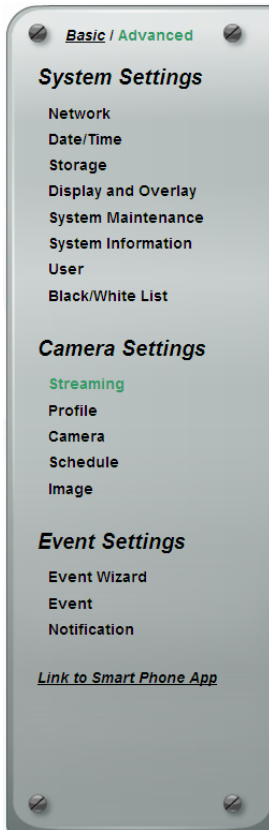 Basic / Advanced
System Settings
Network
Date/Time
Storage
Display and Overlay
System Maintenance
System Information
User
Black/White List
Camera Settings
Streaming
Profile
Camera
Schedule
Image
Event Settings
Event Wizard
Event
Notification
Link to Smart Phone App